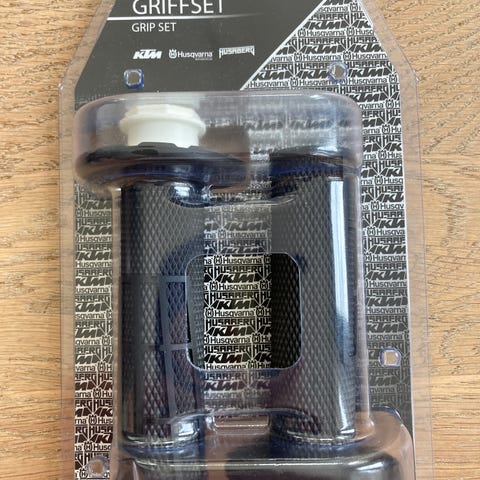 GRIFFSET
GRIP SET
KTM Husqvarna HUSABERG